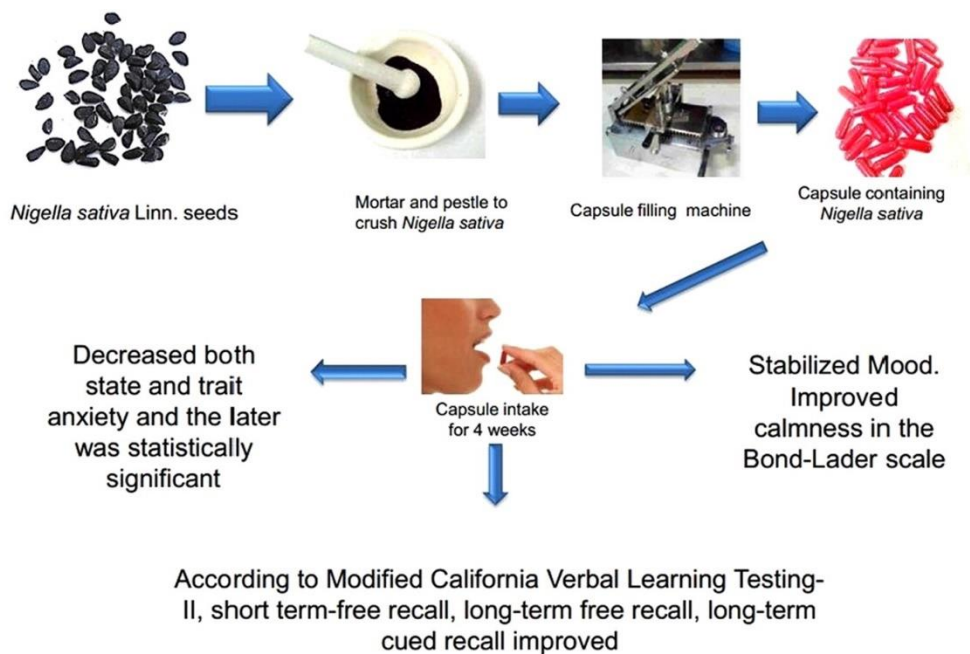 Nigella sativa Linn. seeds
Mortar and pestle to
crush Nigella sativa
Capsule filling machine
Capsule containing
Nigella sativa
Decreased both
state and trait
anxiety and the later
was statistically
significant
Capsule intake
for 4 weeks
Stabilized Mood.
Improved
calmness in the
Bond-Lader scale
According to Modified California Verbal Learning Testing-
II, short term-free recall, long-term free recall, long-term
cued recall improved